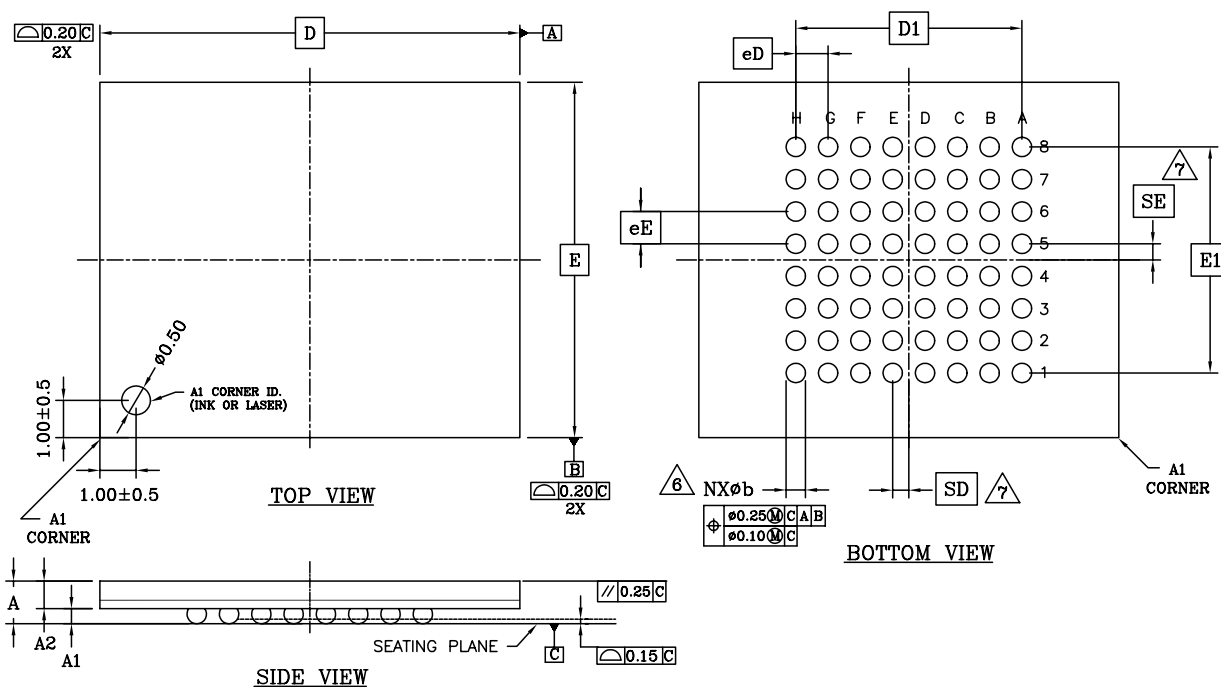 ⌓ 0.20 C
2X
D
A
E
ø0.50
A1 CORNER ID.
(INK OR LASER)
1.00±0.5
1.00±0.5
B
⌓ 0.20 C
2X
TOP VIEW
A1
CORNER
D1
eD
H G F E D C B A
8
7
6
5
4
3
2
1
eE
7
SE
E1
6
NXøb
⌖ ø0.25Ⓜ C A B
ø0.10Ⓜ C
SD
7
A1
CORNER
BOTTOM VIEW
A
A2
A1
// 0.25 C
SEATING PLANE
C
⌓ 0.15 C
SIDE VIEW